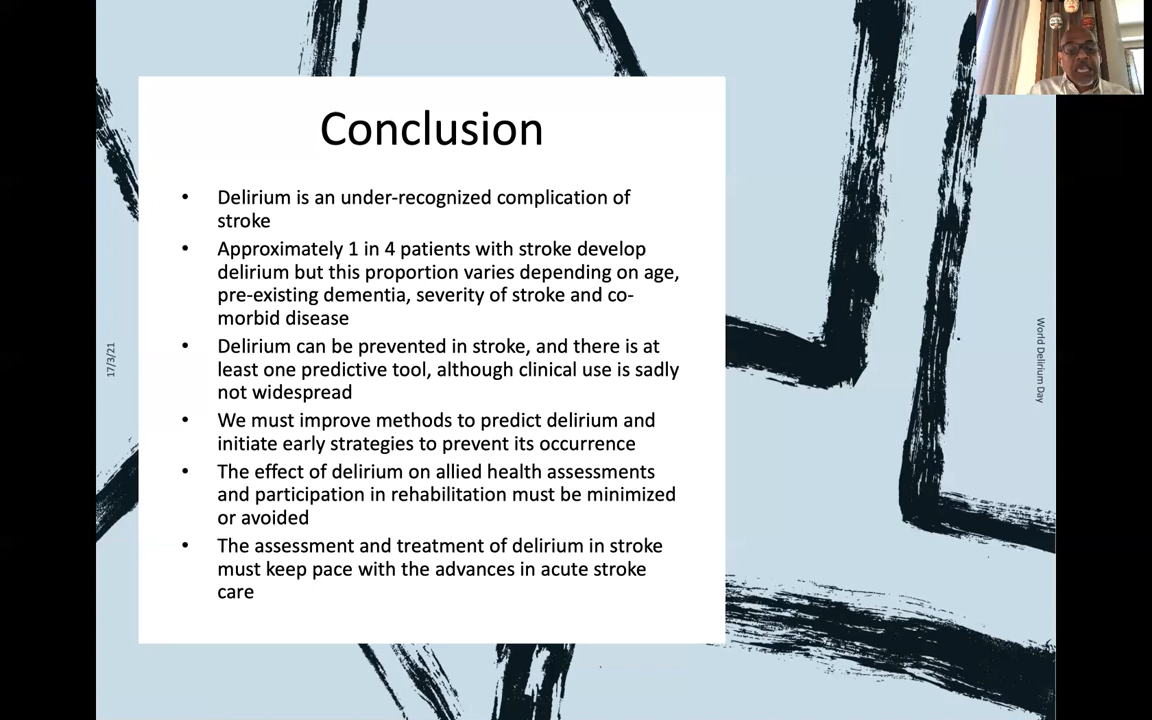 Conclusion
• Delirium is an under-recognized complication of
stroke
• Approximately 1 in 4 patients with stroke develop
delirium but this proportion varies depending on age,
pre-existing dementia, severity of stroke and co-
morbid disease
• Delirium can be prevented in stroke, and there is at
least one predictive tool, although clinical use is sadly
not widespread
• We must improve methods to predict delirium and
initiate early strategies to prevent its occurrence
• The effect of delirium on allied health assessments
and participation in rehabilitation must be minimized
or avoided
• The assessment and treatment of delirium in stroke
must keep pace with the advances in acute stroke
care
17/3/21
World Delirium Day